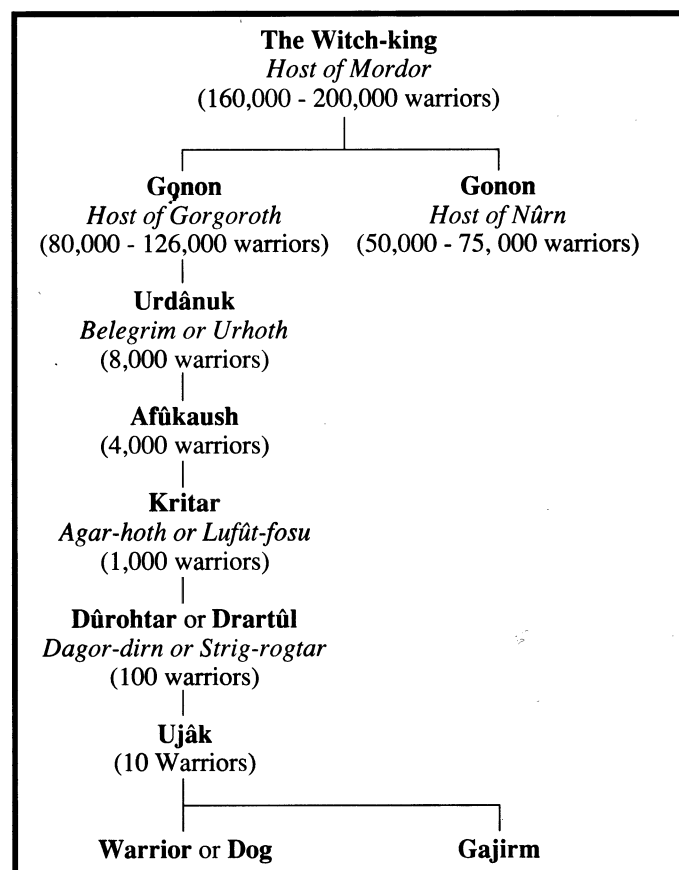 The Witch-king
Host of Mordor
(160,000 - 200,000 warriors)
Gonon
Host of Gorgoroth
(80,000 - 126,000 warriors)
Gonon
Host of Nûrn
(50,000 - 75, 000 warriors)
Urdânuk
Belegrim or Urhoth
(8,000 warriors)
Afûkaush
(4,000 warriors)
Kritar
Agar-hoth or Lufût-fosu
(1,000 warriors)
Dûrohtar or Drartûl
Dagor-dirn or Strig-rogtar
(100 warriors)
Ujâk
(10 Warriors)
Warrior or Dog
Gajirm